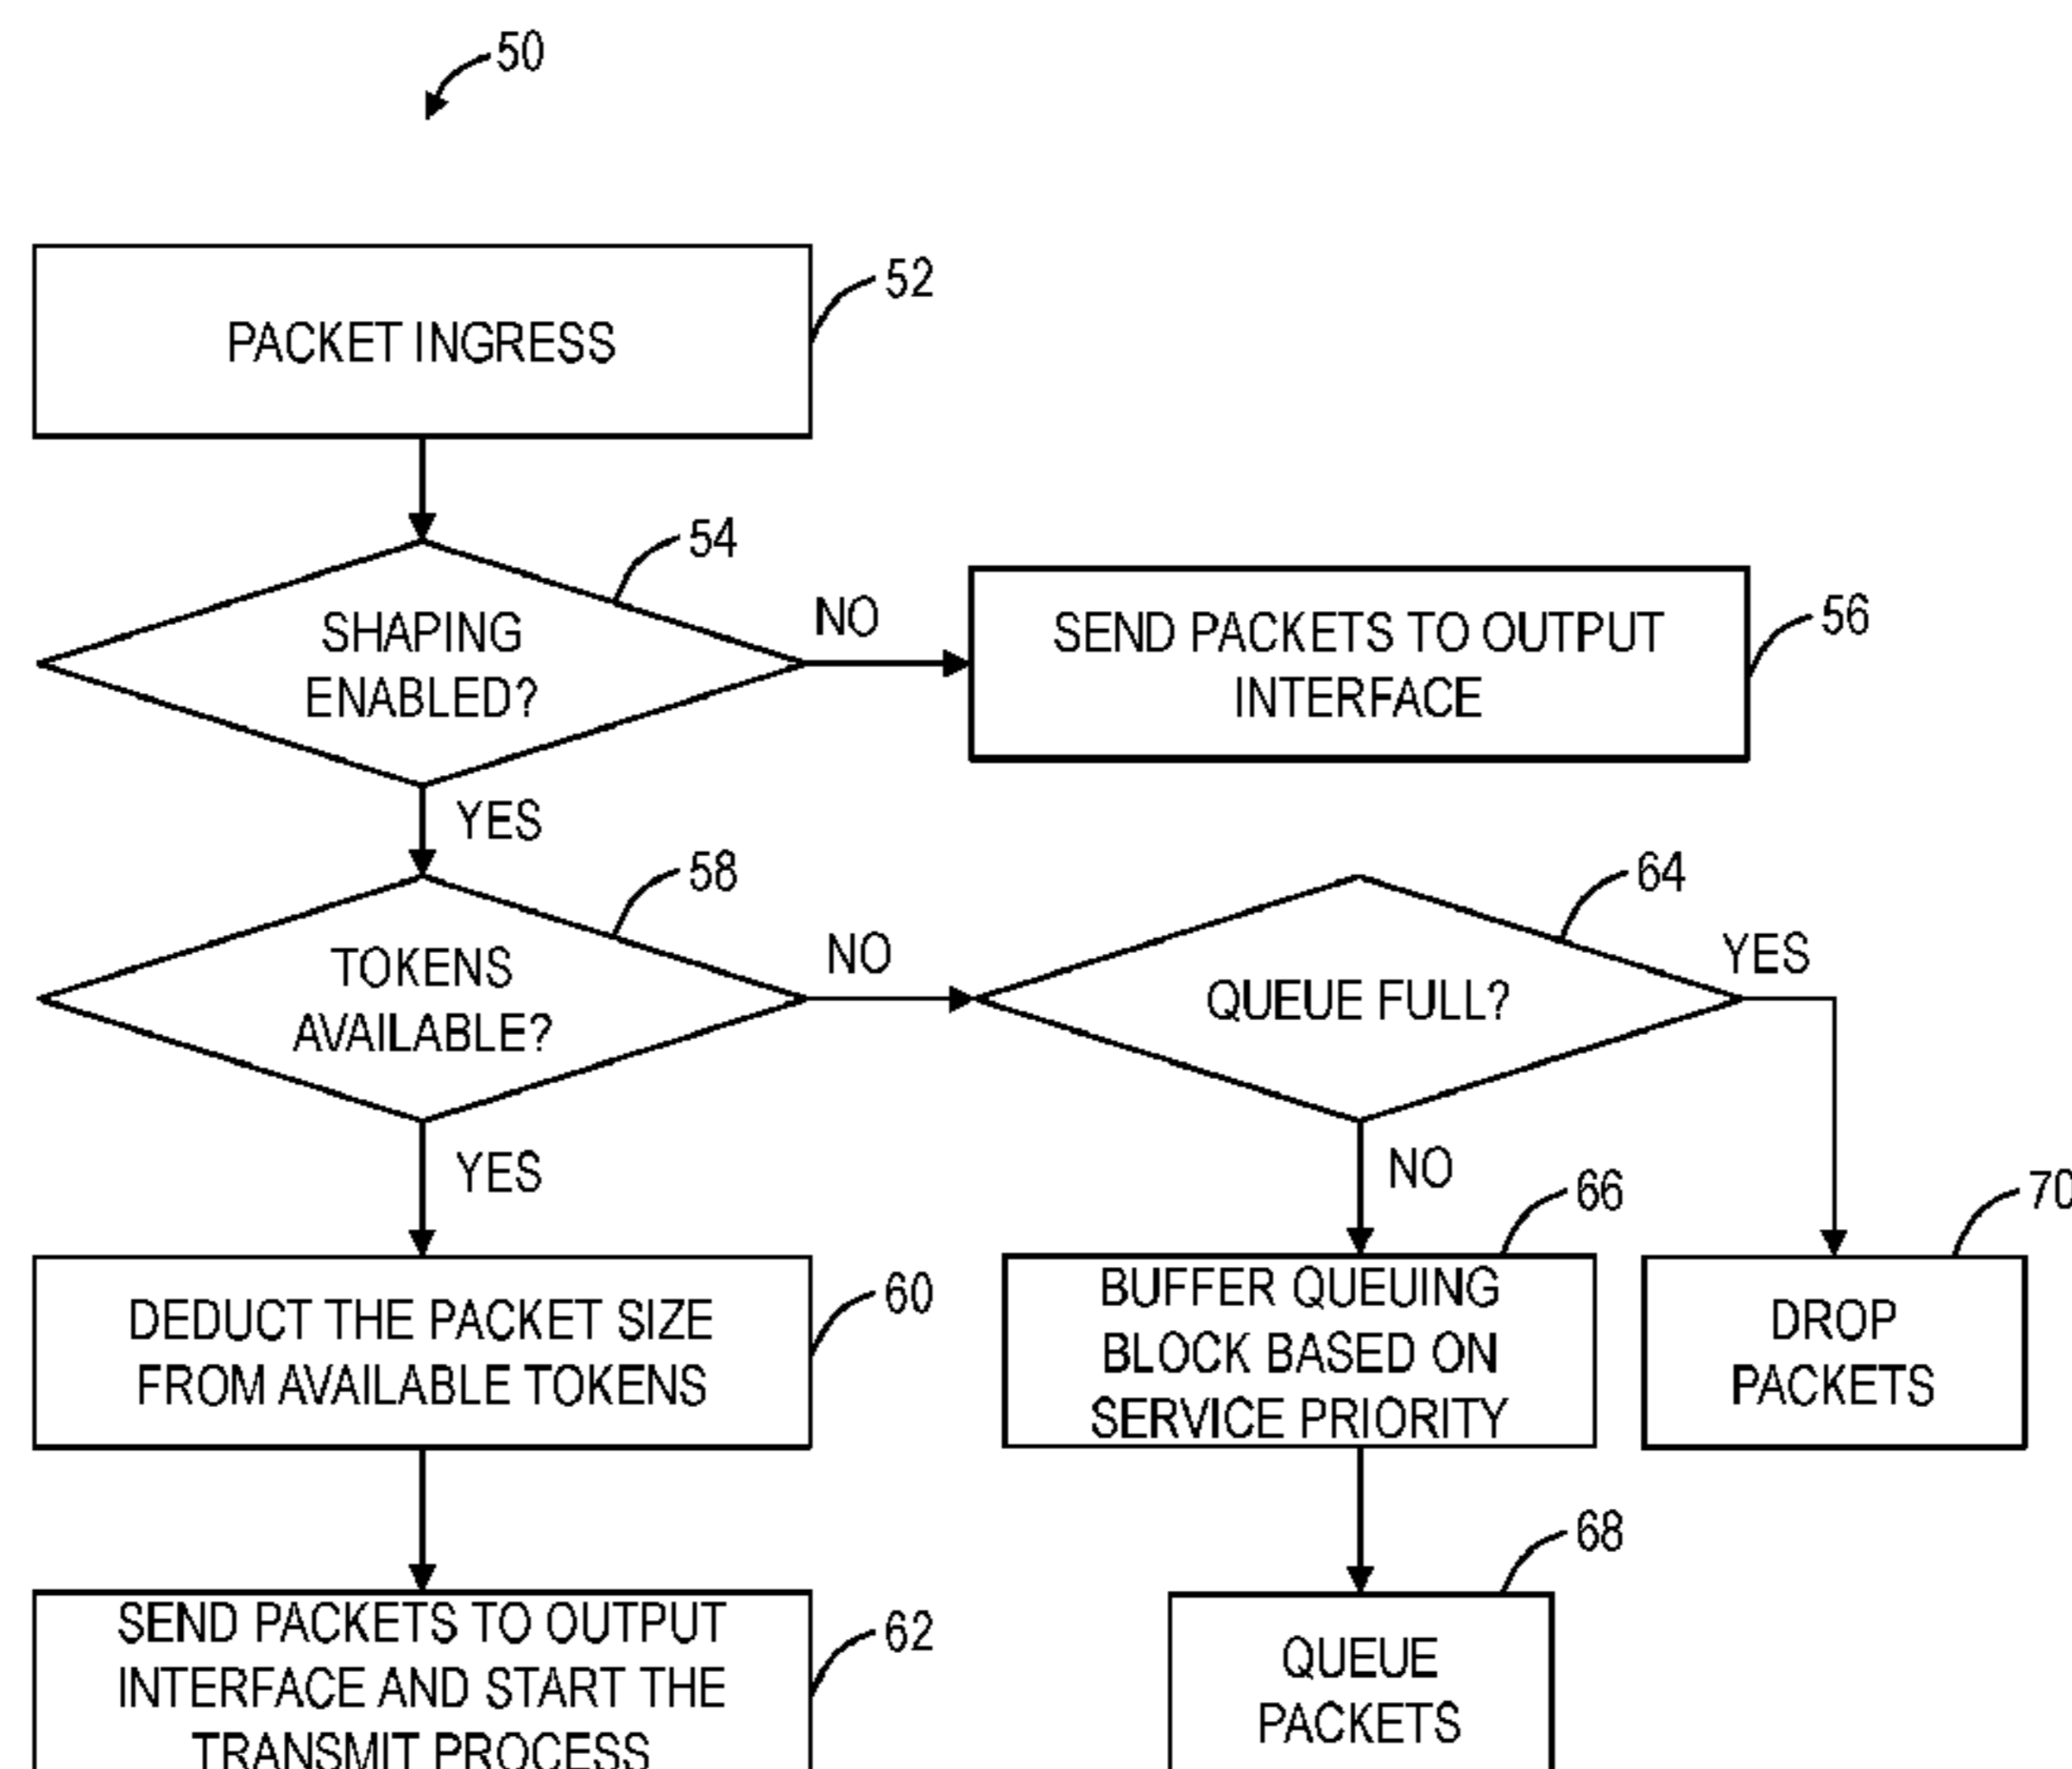 50
PACKET INGRESS
52
SHAPING
ENABLED?
54
NO
SEND PACKETS TO OUTPUT
INTERFACE
56
YES
TOKENS
AVAILABLE?
58
NO
QUEUE FULL?
64
YES
YES
NO
DEDUCT THE PACKET SIZE
FROM AVAILABLE TOKENS
60
BUFFER QUEUING
BLOCK BASED ON
SERVICE PRIORITY
66
DROP
PACKETS
70
SEND PACKETS TO OUTPUT
INTERFACE AND START THE
TRANSMIT PROCESS
62
QUEUE
PACKETS
68